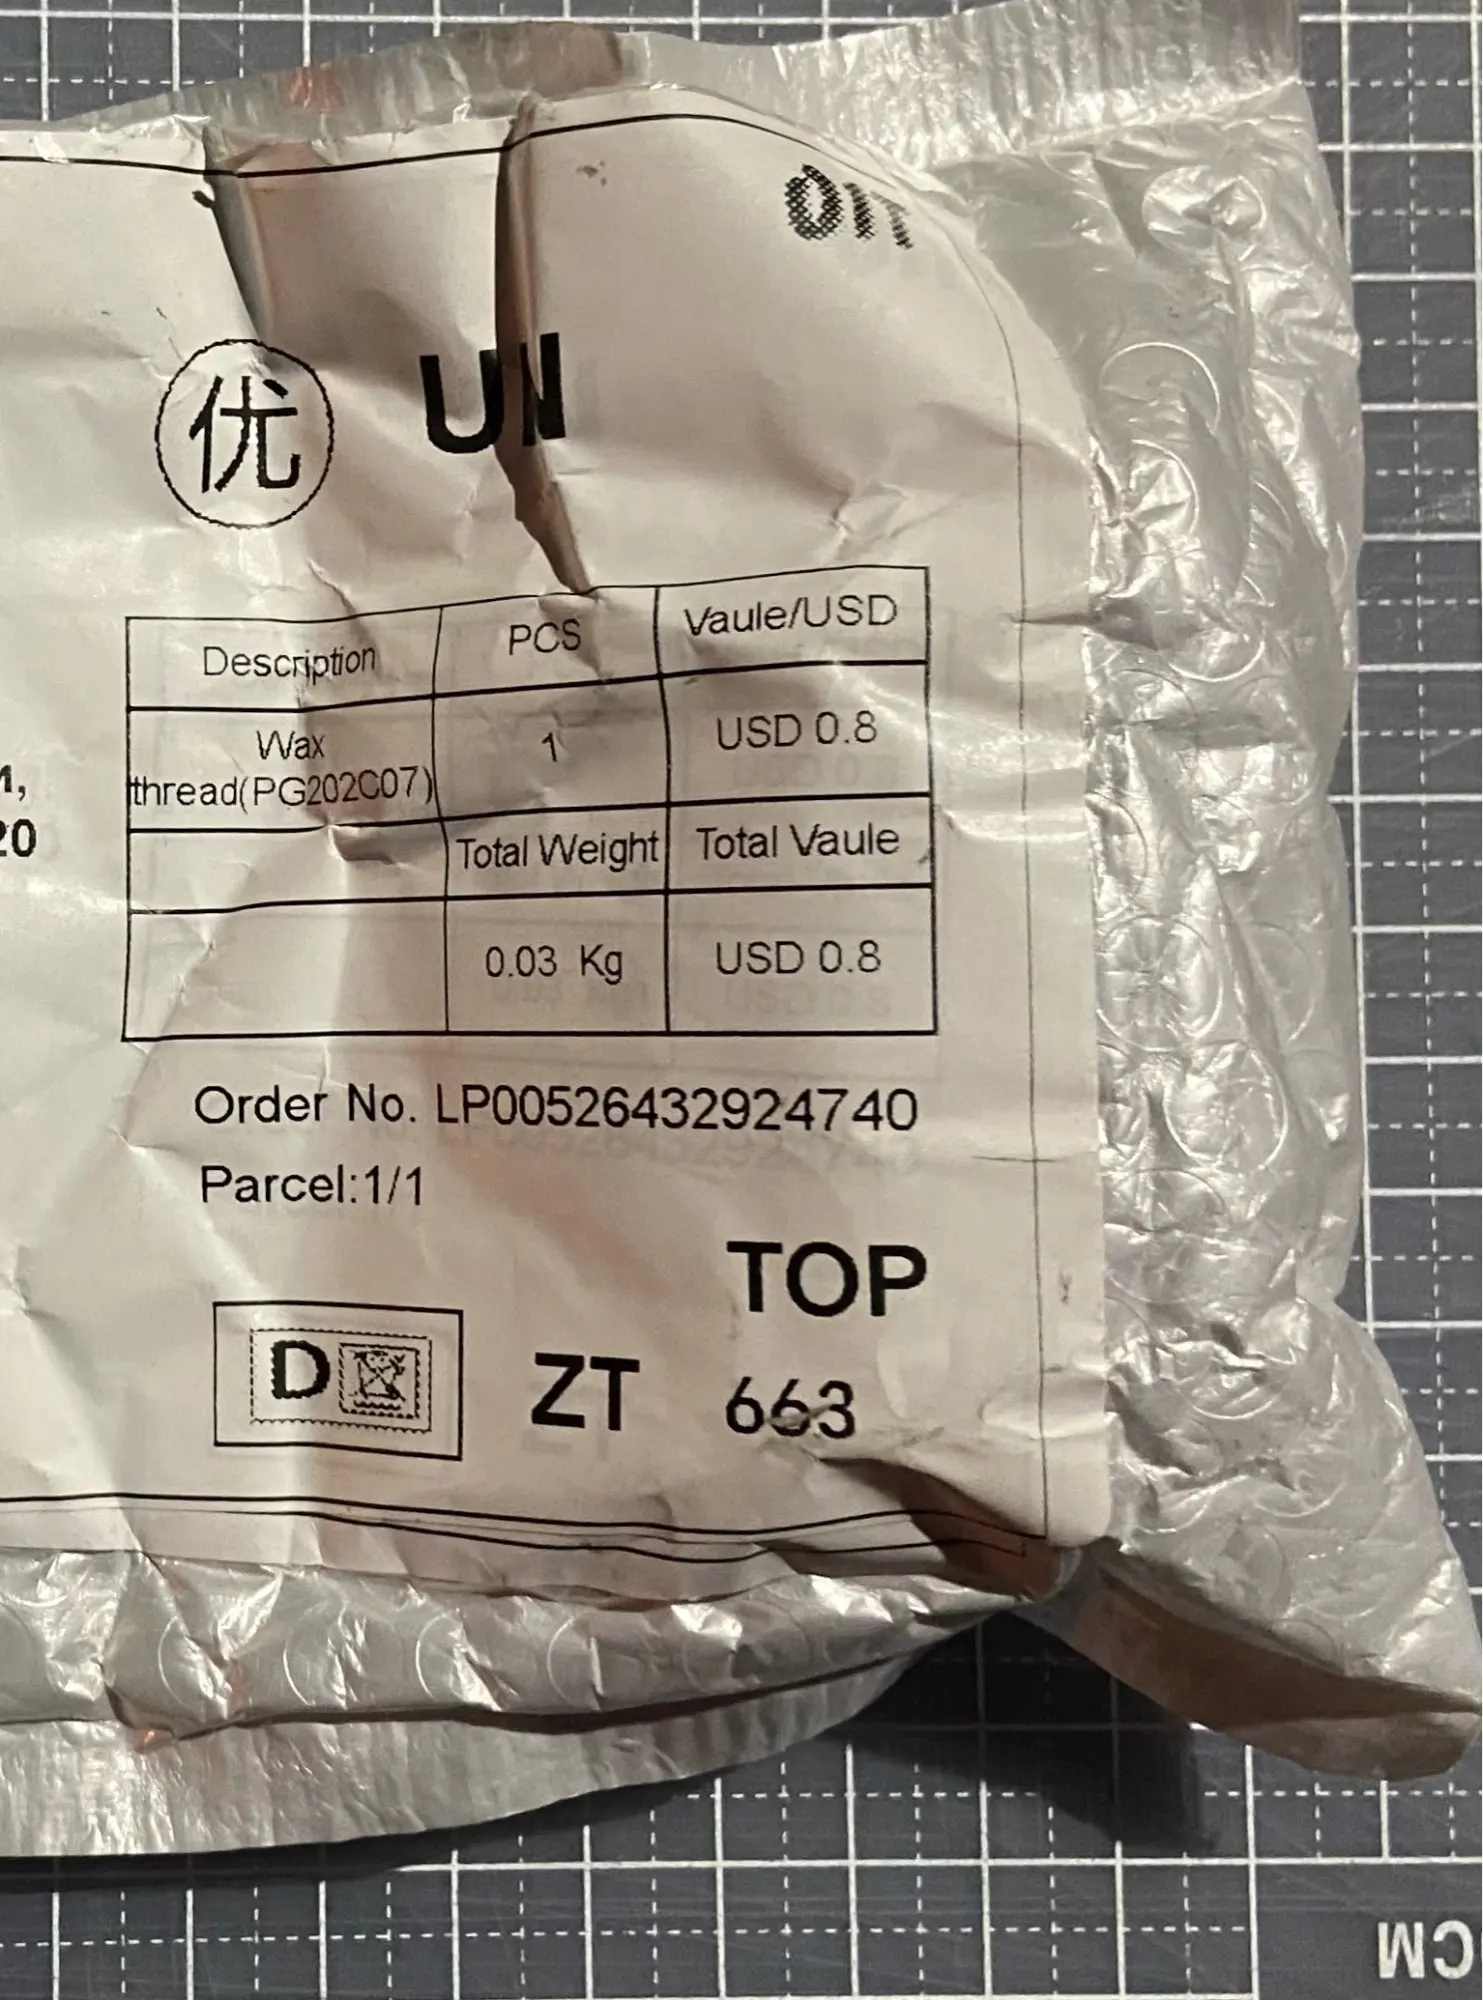 优 UN
Description PCS Vaule/USD
Wax
thread(PG202C07) 1 USD 0.8
Total Weight Total Vaule
0.03 Kg USD 0.8
20
Order No. LP00526432924740
Parcel:1/1
TOP
D ZT 663
CM